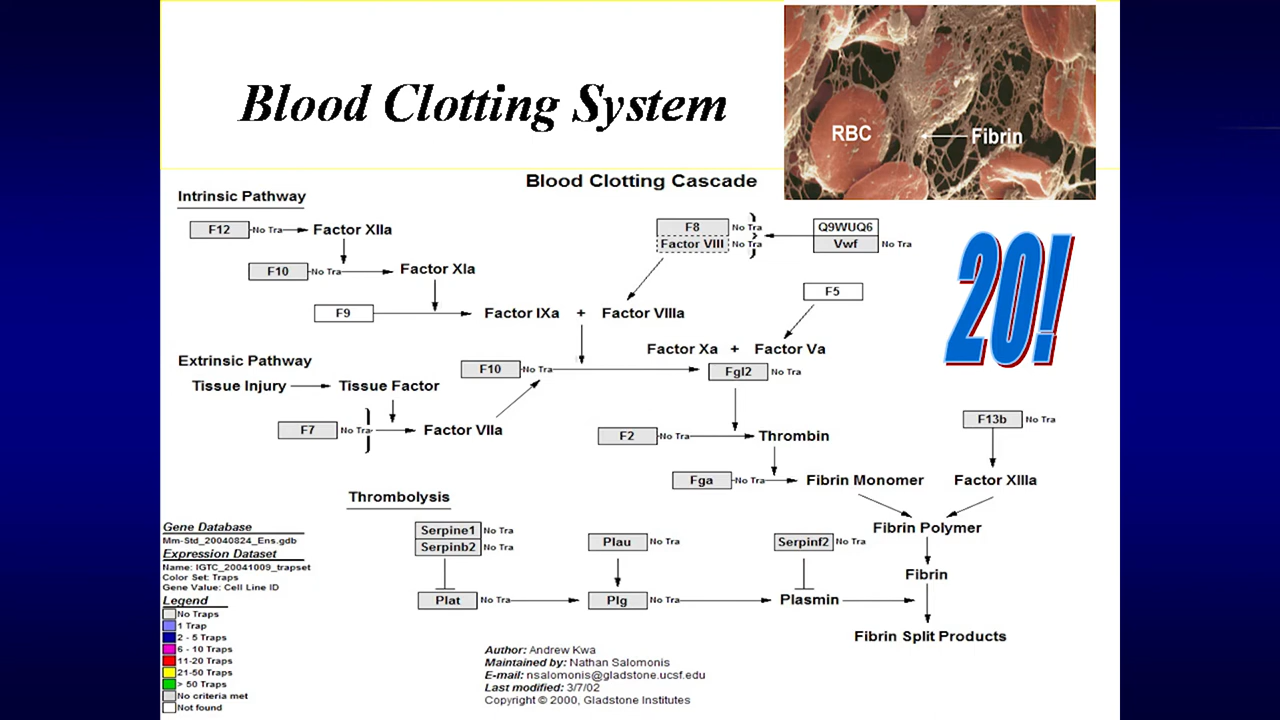 Blood Clotting System
RBC
Fibrin
Blood Clotting Cascade
20!
Intrinsic Pathway
F12 No Tra Factor XIIa
F10 No Tra Factor XIa
F9 Factor IXa + Factor VIIIa
F8 No Tra
Factor VIII No Tra
Q9WUQ6
Vwf No Tra
F5
Factor Xa + Factor Va
Extrinsic Pathway
F10 No Tra Fgl2 No Tra
Tissue Injury Tissue Factor
F7 No Tra Factor VIIa
F2 No Tra Thrombin
F13b No Tra
Fga No Tra Fibrin Monomer Factor XIIIa
Fibrin Polymer
Fibrin
Fibrin Split Products
Thrombolysis
Serpine1 No Tra
Serpinb2 No Tra
Plau No Tra
Serpinf2 No Tra
Plat No Tra Plg No Tra Plasmin
Gene Database
Mm-Std_20040824_Ens.gdb
Expression Dataset
Name: IGTC_20041009_trapset
Color Set: Traps
Gene Value: Cell Line ID
Legend
No Traps
1 Trap
2 - 5 Traps
6 - 10 Traps
11-20 Traps
21-50 Traps
> 50 Traps
No criteria met
Not found
Author: Andrew Kwa
Maintained by: Nathan Salomonis
E-mail: nsalomonis@gladstone.ucsf.edu
Last modified: 3/7/02
Copyright © 2000, Gladstone Institutes